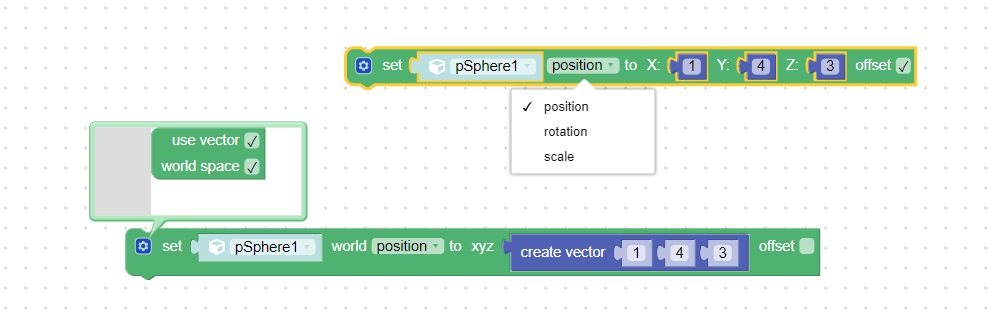 set pSphere1 position to X: 1 Y: 4 Z: 3 offset
position
rotation
scale
use vector
world space
set pSphere1 world position to xyz create vector 1 4 3 offset